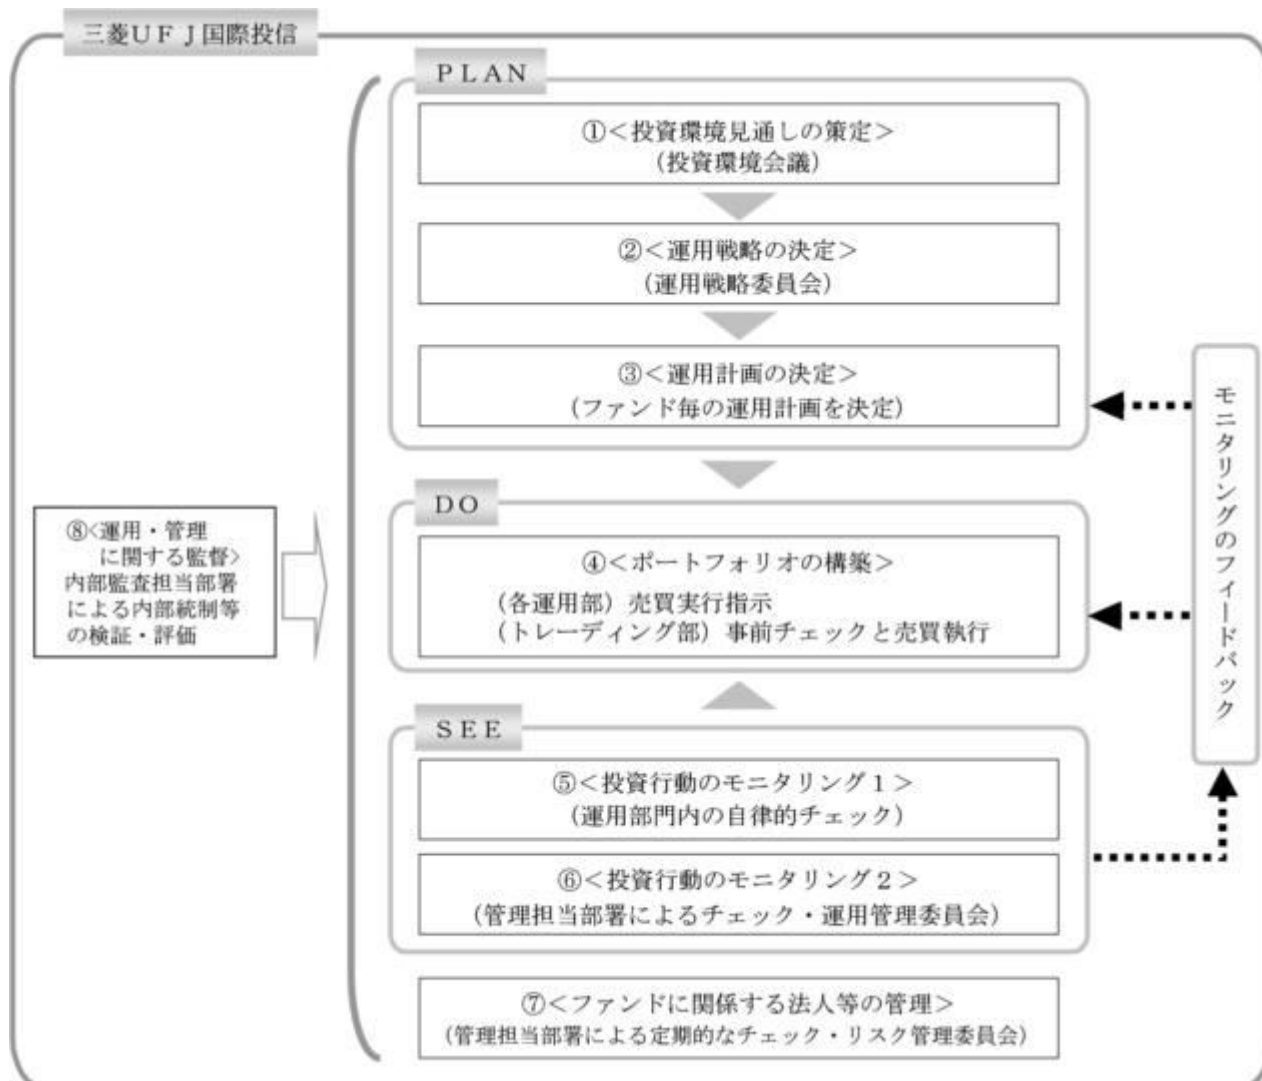 三菱ＵＦＪ国際投信
ＰＬＡＮ
①＜投資環境見通しの策定＞
（投資環境会議）
②＜運用戦略の決定＞
（運用戦略委員会）
③＜運用計画の決定＞
（ファンド毎の運用計画を決定）
ＤＯ
④＜ポートフォリオの構築＞
（各運用部）売買実行指示
（トレーディング部）事前チェックと売買執行
ＳＥＥ
⑤＜投資行動のモニタリング１＞
（運用部門内の自律的チェック）
⑥＜投資行動のモニタリング２＞
（管理担当部署によるチェック・運用管理委員会）
⑦＜ファンドに関係する法人等の管理＞
（管理担当部署による定期的なチェック・リスク管理委員会）
⑧<運用・管理
に関する監督>
内部監査担当部署
による内部統制等
の検証・評価
モニタリングのフィードバック